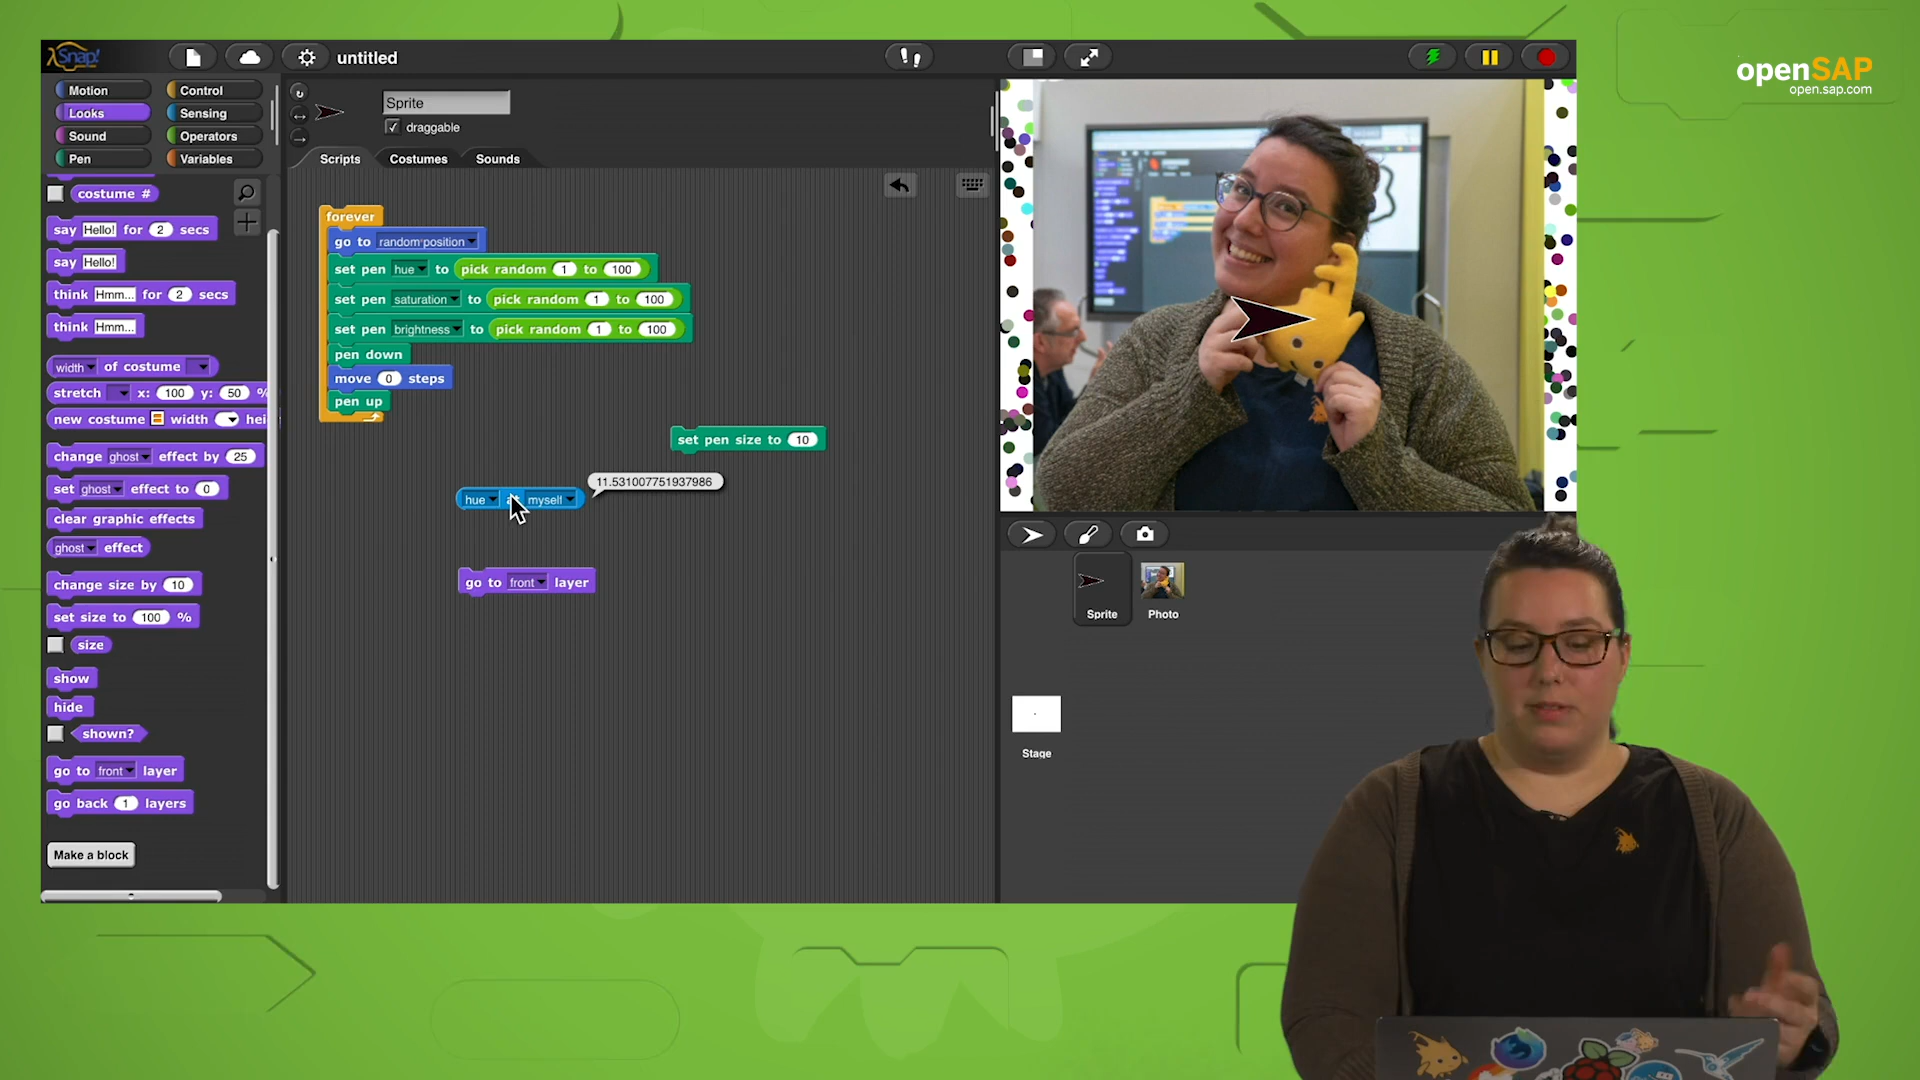 Snap!
untitled
openSAP
open.sap.com
Motion
Control
Looks
Sensing
Sound
Operators
Pen
Variables
Sprite
draggable
Scripts
Costumes
Sounds
costume #
say Hello! for 2 secs
say Hello!
think Hmm... for 2 secs
think Hmm...
width of costume
stretch x: 100 y: 50 %
new costume width hei
change ghost effect by 25
set ghost effect to 0
clear graphic effects
ghost effect
change size by 10
set size to 100 %
size
show
hide
shown?
go to front layer
go back 1 layers
Make a block
forever
go to random position
set pen hue to pick random 1 to 100
set pen saturation to pick random 1 to 100
set pen brightness to pick random 1 to 100
pen down
move 0 steps
pen up
set pen size to 10
11.531007751937986
hue myself
go to front layer
Sprite
Photo
Stage